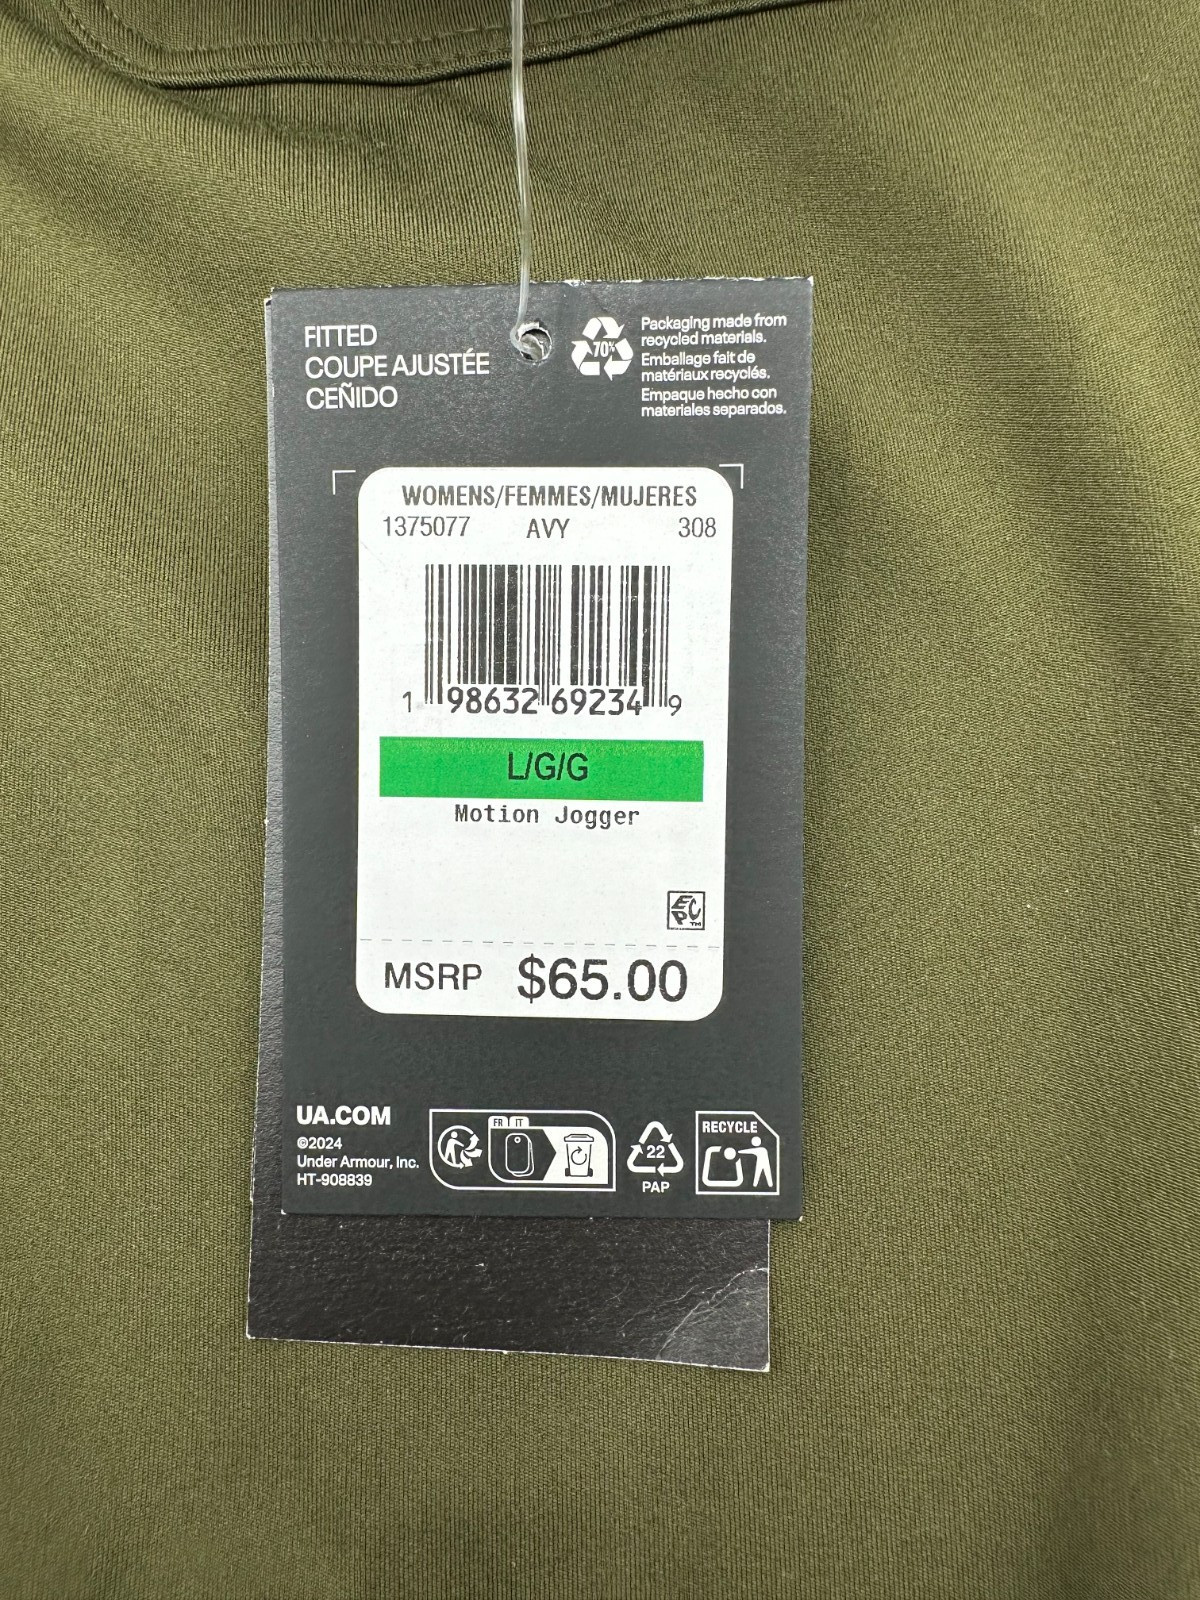 FITTED
COUPE AJUSTÉE
CEÑIDO
70%
Packaging made from
recycled materials.
Emballage fait de
matériaux recyclés.
Empaque hecho con
materiales separados.
WOMENS/FEMMES/MUJERES
1375077 AVY 308
1 98632 69234 9
L/G/G
Motion Jogger
EPC™
MSRP $65.00
UA.COM
©2024
Under Armour, Inc.
HT-908839
FR IT
22
PAP
RECYCLE